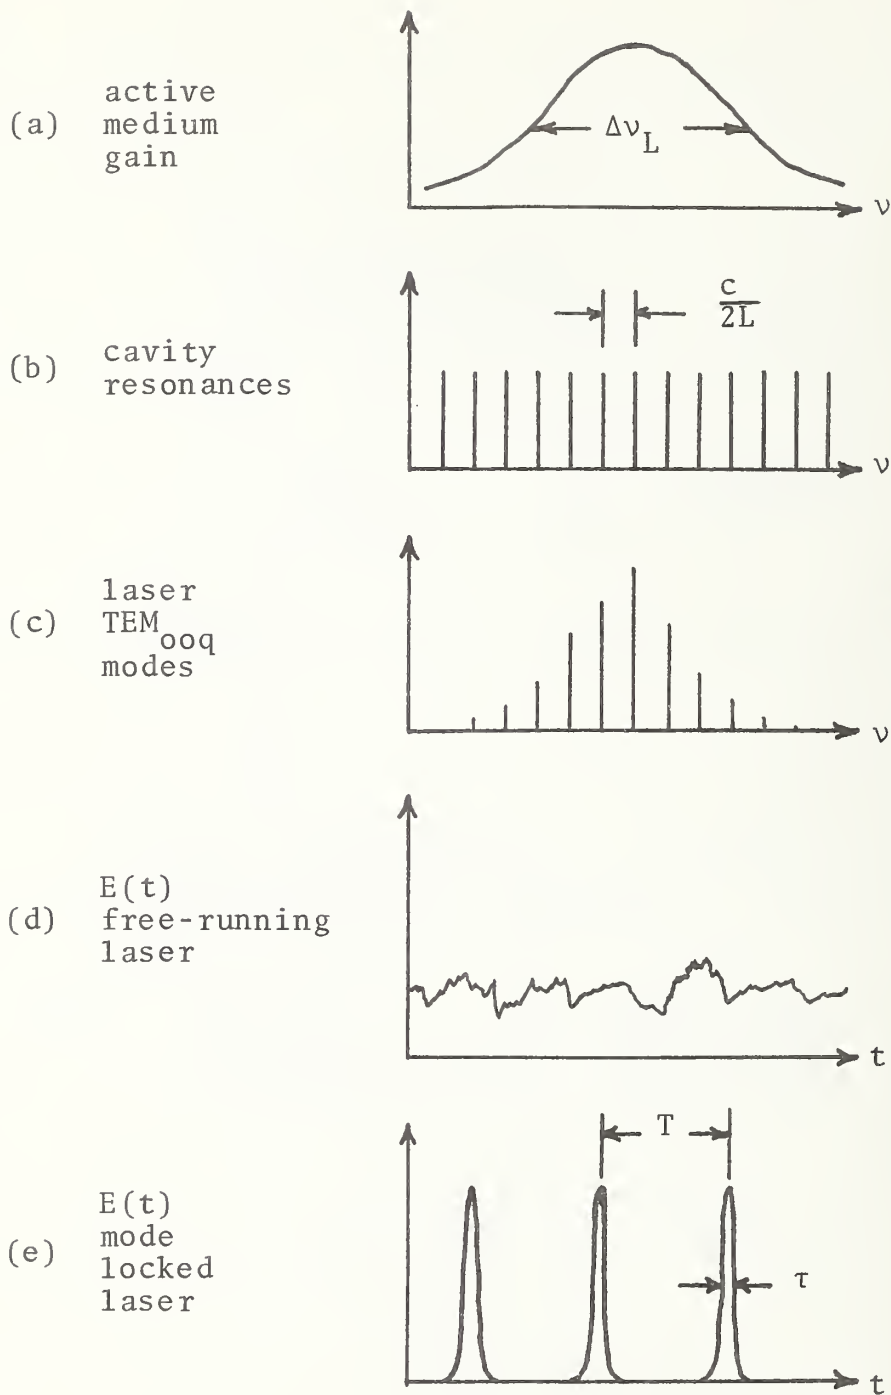 (a) active
medium
gain
Δν_L
ν
(b) cavity
resonances
c
2L
ν
(c) laser
TEM_ooq
modes
ν
(d) E(t)
free-running
laser
t
(e) E(t)
mode
locked
laser
T
τ
t